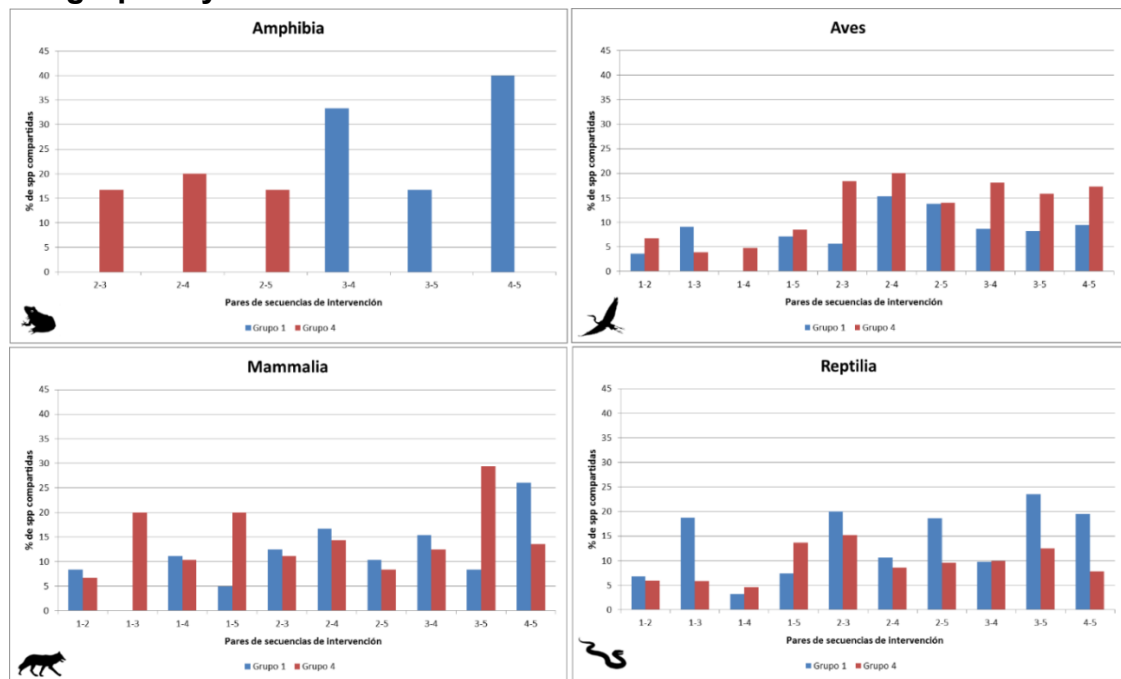 Amphibia
% de spp compartidas
45
40
35
30
25
20
15
10
5
0
2-3 2-4 2-5 3-4 3-5 4-5
Pares de secuencias de intervención
Grupo 1 Grupo 4
Aves
% de spp compartidas
45
40
35
30
25
20
15
10
5
0
1-2 1-3 1-4 1-5 2-3 2-4 2-5 3-4 3-5 4-5
Pares de secuencias de intervención
Grupo 1 Grupo 4
Mammalia
% de spp compartidas
45
40
35
30
25
20
15
10
5
0
1-2 1-3 1-4 1-5 2-3 2-4 2-5 3-4 3-5 4-5
Pares de secuencias de intervención
Grupo 1 Grupo 4
Reptilia
% de spp compartidas
45
40
35
30
25
20
15
10
5
0
1-2 1-3 1-4 1-5 2-3 2-4 2-5 3-4 3-5 4-5
Pares de secuencias de intervención
Grupo 1 Grupo 4